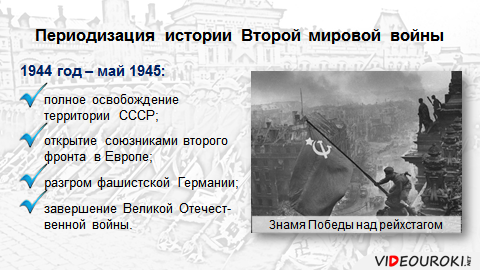 Периодизация истории Второй мировой войны
1944 год – май 1945:
полное освобождение
территории СССР;
открытие союзниками второго
фронта в Европе;
разгром фашистской Германии;
завершение Великой Отечест-
венной войны.
Знамя Победы над рейхстагом
VIDEOUROKI.NET